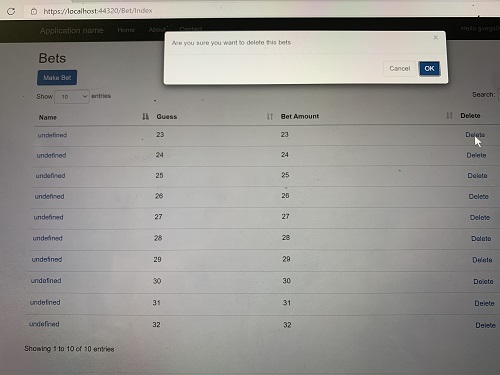 https://localhost:44320/Bet/Index
Application name Home About Contact
Are you sure you want to delete this bets
×
Cancel OK
Bets
Make Bet
Show 10 entries Search:
Name Guess Bet Amount Delete
undefined 23 23 Delete
undefined 24 24 Delete
undefined 25 25 Delete
undefined 26 26 Delete
undefined 27 27 Delete
undefined 28 28 Delete
undefined 29 29 Delete
undefined 30 30 Delete
undefined 31 31 Delete
undefined 32 32 Delete
Showing 1 to 10 of 10 entries